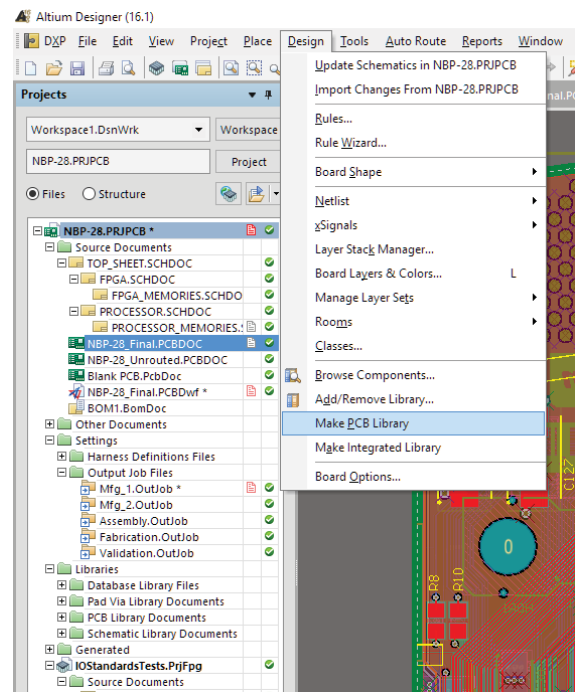 Altium Designer (16.1)
DXP File Edit View Project Place Design Tools Auto Route Reports Window
Projects
Workspace1.DsnWrk Workspace
NBP-28.PRJPCB Project
Files Structure
NBP-28.PRJPCB *
Source Documents
TOP_SHEET.SCHDOC
FPGA.SCHDOC
FPGA_MEMORIES.SCHDO
PROCESSOR.SCHDOC
PROCESSOR_MEMORIES.
NBP-28_Final.PCBDOC
NBP-28_Unrouted.PCBDOC
Blank PCB.PcbDoc
NBP-28_Final.PCBDwf *
BOM1.BomDoc
Other Documents
Settings
Harness Definitions Files
Output Job Files
Mfg_1.OutJob *
Mfg_2.OutJob
Assembly.OutJob
Fabrication.OutJob
Validation.OutJob
Libraries
Database Library Files
Pad Via Library Documents
PCB Library Documents
Schematic Library Documents
Generated
IOStandardsTests.PrjFpg
Source Documents
Update Schematics in NBP-28.PRJPCB
Import Changes From NBP-28.PRJPCB
Rules...
Rule Wizard...
Board Shape
Netlist
xSignals
Layer Stack Manager...
Board Layers & Colors... L
Manage Layer Sets
Rooms
Classes...
Browse Components...
Add/Remove Library...
Make PCB Library
Make Integrated Library
Board Options...
nal.PC
C127
0
R8
R10